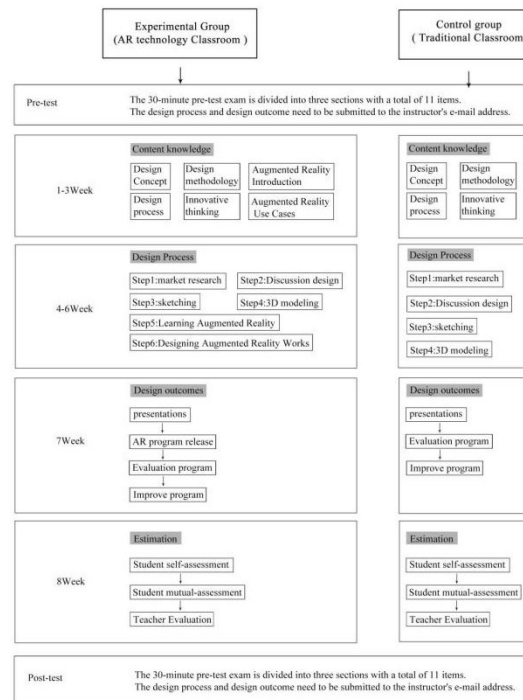 Experimental Group
(AR technology Classroom )
Control group
( Traditional Classroom
Pre-test
The 30-minute pre-test exam is divided into three sections with a total of 11 items.
The design process and design outcome need to be submitted to the instructor's e-mail address.
1-3Week
Content knowledge
Design
Concept
Design
methodology
Augmented Reality
Introduction
Design
process
Innovative
thinking
Augmented Reality
Use Cases
Content knowledge
Design
Concept
Design
methodology
Design
process
Innovative
thinking
4-6Week
Design Process
Step1:market research
Step2:Discussion design
Step3:sketching
Step4:3D modeling
Step5:Learning Augmented Reality
Step6:Designing Augmented Reality Works
Design Process
Step1:market research
Step2:Discussion design
Step3:sketching
Step4:3D modeling
7Week
Design outcomes
presentations
AR program release
Evaluation program
Improve program
Design outcomes
presentations
Evaluation program
Improve program
8Week
Estimation
Student self-assessment
Student mutual-assessment
Teacher Evaluation
Estimation
Student self-assessment
Student mutual-assessment
Teacher Evaluation
Post-test
The 30-minute pre-test exam is divided into three sections with a total of 11 items.
The design process and design outcome need to be submitted to the instructor's e-mail address.